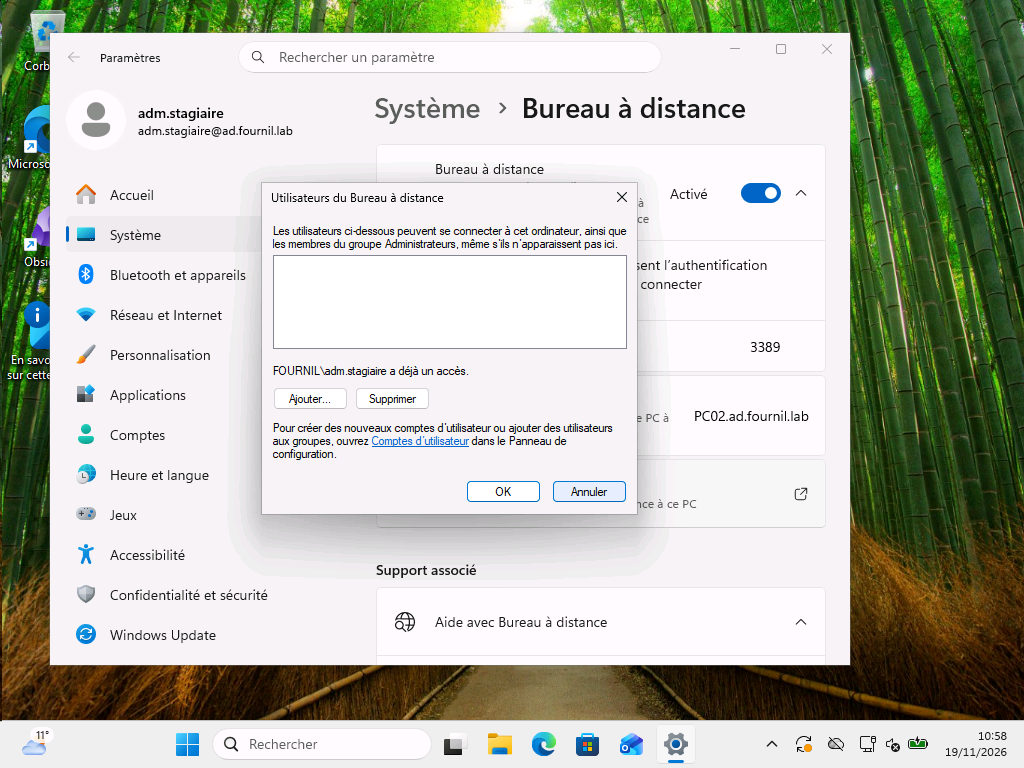 Paramètres
Rechercher un paramètre
adm.stagiaire
adm.stagiaire@ad.fournil.lab
Accueil
Système
Bluetooth et appareils
Réseau et Internet
Personnalisation
Applications
Comptes
Heure et langue
Jeux
Accessibilité
Confidentialité et sécurité
Windows Update
Système > Bureau à distance
Bureau à distance
Activé
sent l'authentification
connecter
3389
e PC à
PC02.ad.fournil.lab
nce à ce PC
Support associé
Aide avec Bureau à distance
Utilisateurs du Bureau à distance
Les utilisateurs ci-dessous peuvent se connecter à cet ordinateur, ainsi que
les membres du groupe Administrateurs, même s'ils n'apparaissent pas ici.
FOURNIL\adm.stagiaire a déjà un accès.
Ajouter...
Supprimer
Pour créer des nouveaux comptes d'utilisateur ou ajouter des utilisateurs
aux groupes, ouvrez Comptes d'utilisateur dans le Panneau de
configuration.
OK
Annuler
Corb
Microso
Obsi
En savo
sur cette
11°
Rechercher
10:58
19/11/2026